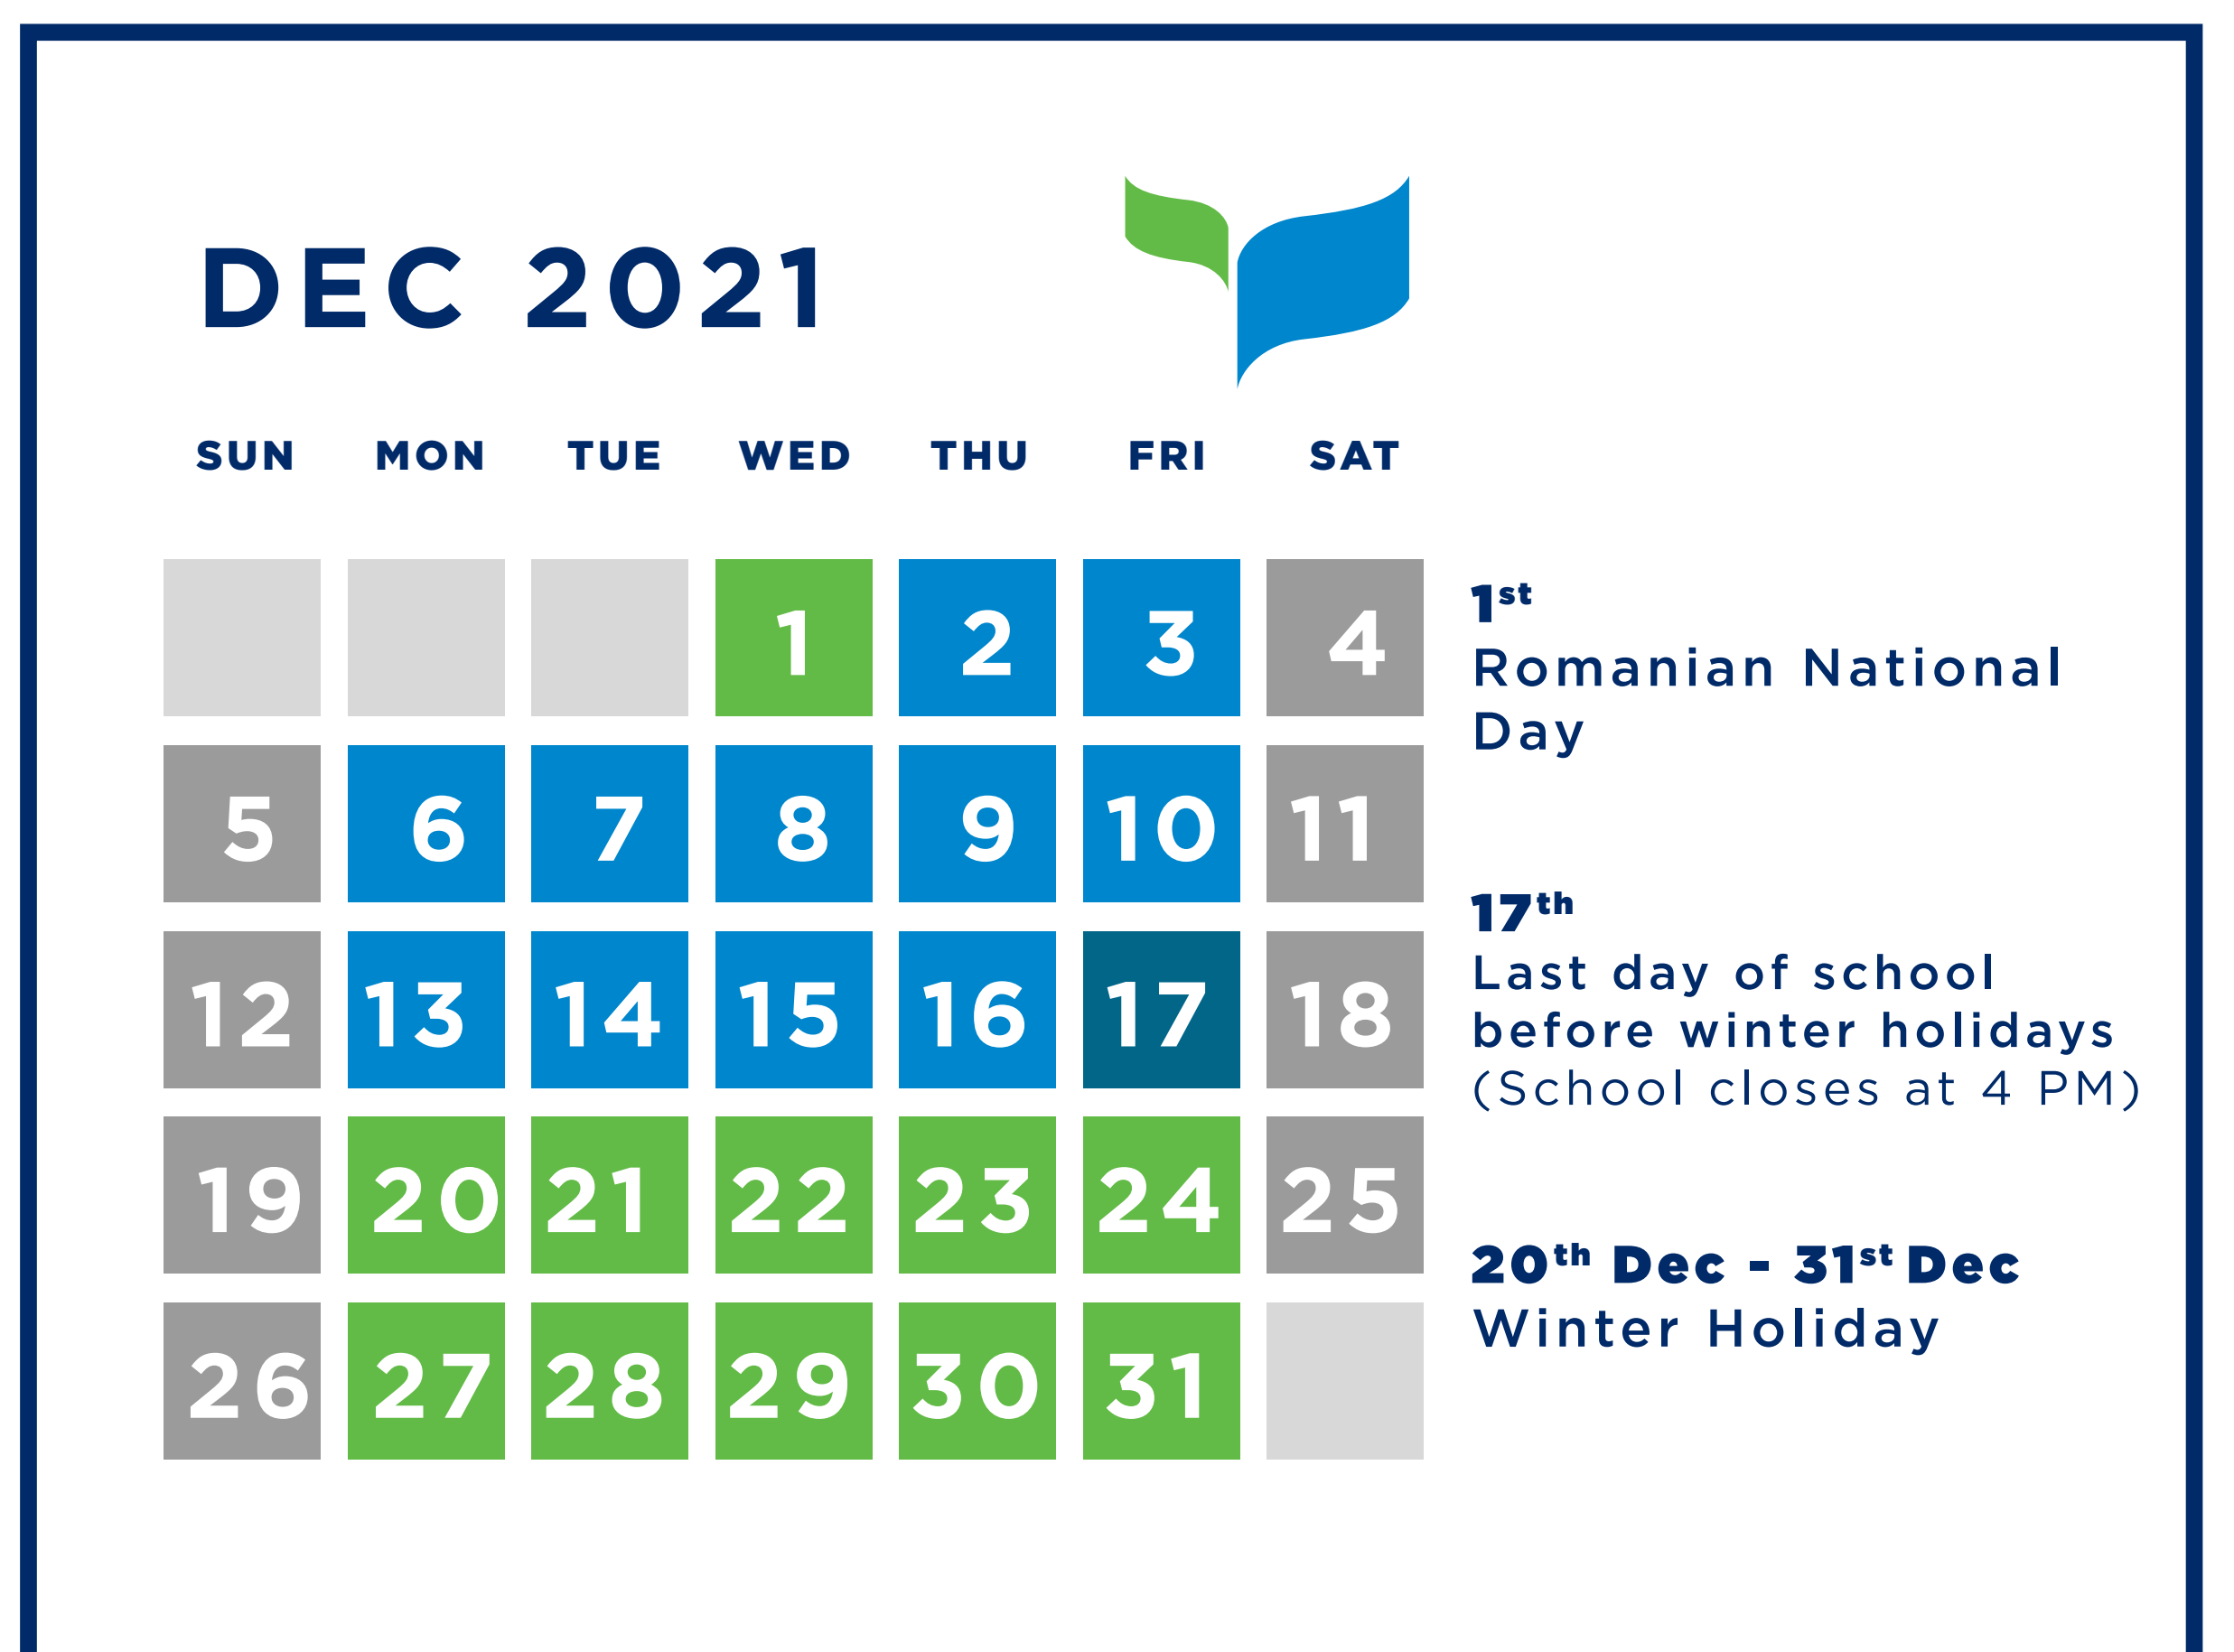 DEC 2021
SUN MON TUE WED THU FRI SAT
1 2 3 4
5 6 7 8 9 10 11
12 13 14 15 16 17 18
19 20 21 22 23 24 25
26 27 28 29 30 31
1st
Romanian National
Day
17th
Last day of school
before winter holidays
(School closes at 4 PM)
20th Dec - 31st Dec
Winter Holiday